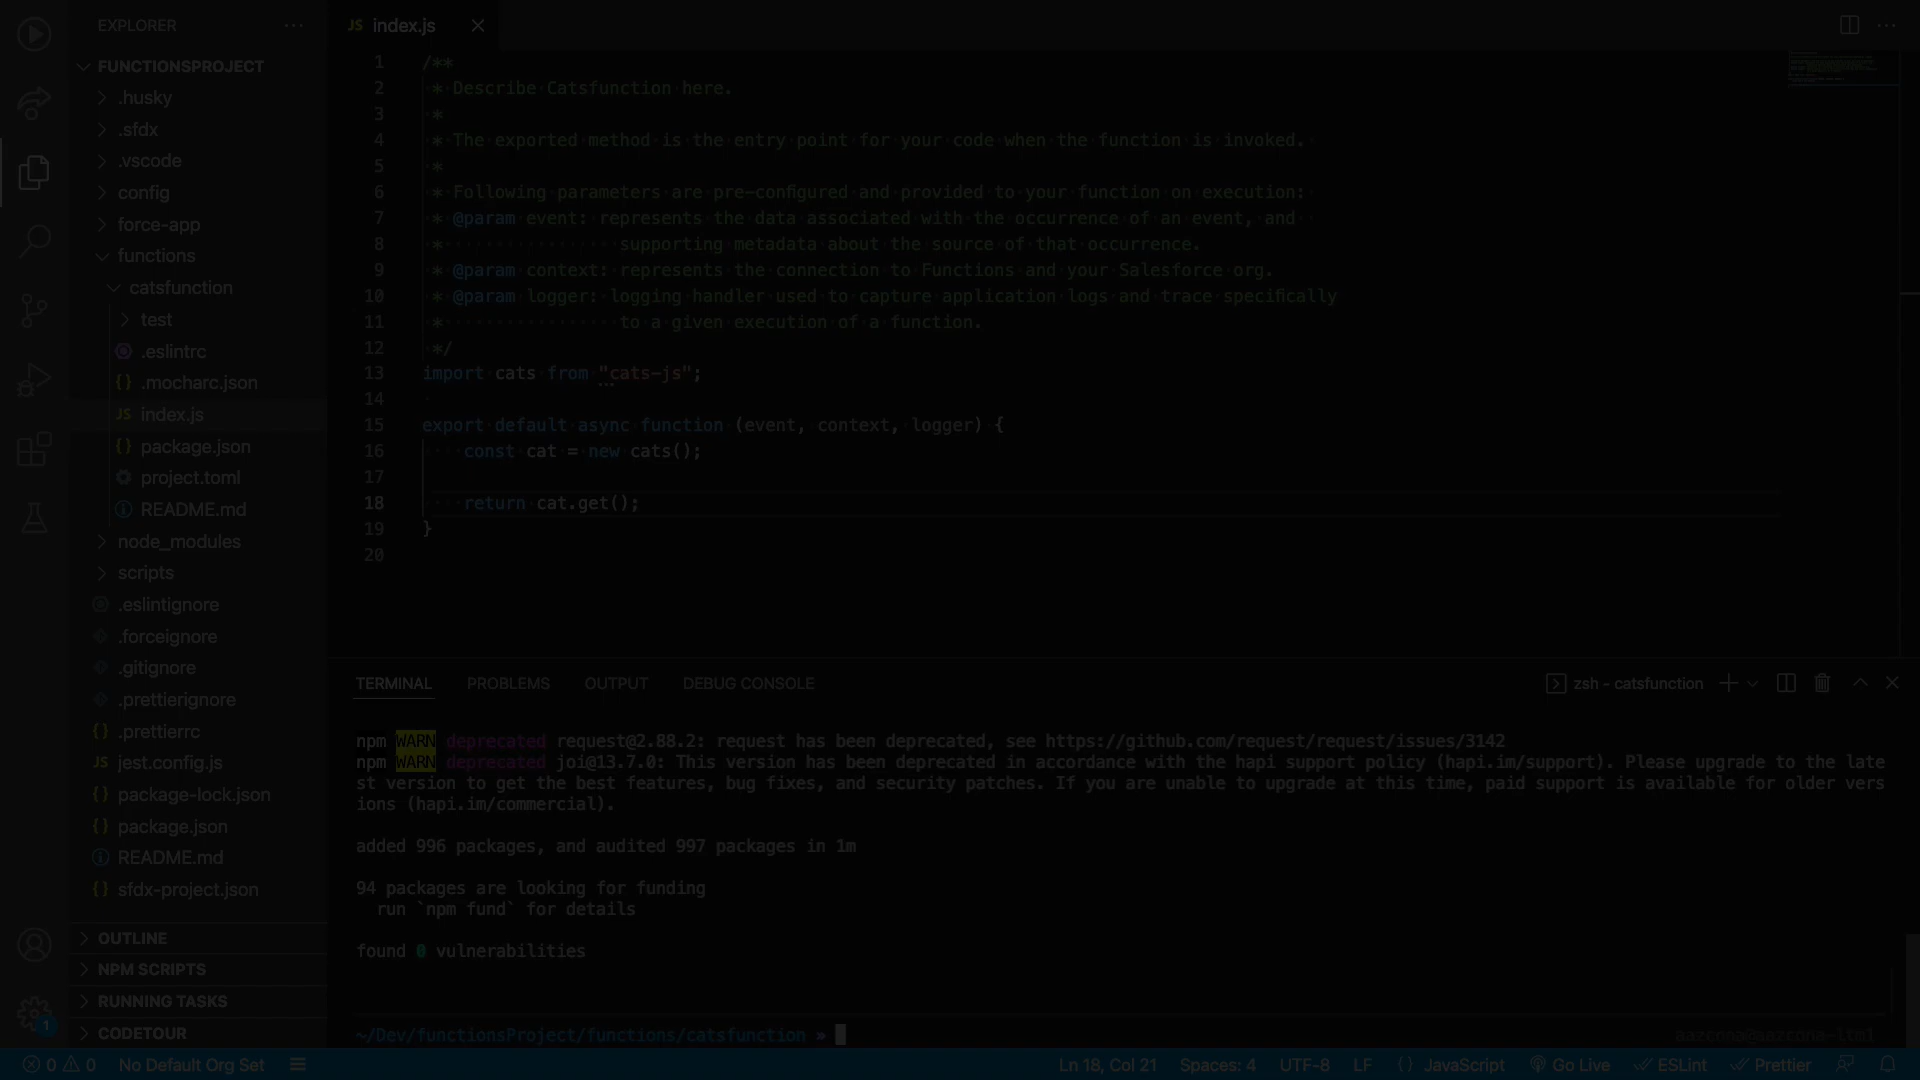 EXPLORER
FUNCTIONSPROJECT
.husky
.sfdx
.vscode
config
force-app
functions
catsfunction
test
.eslintrc
.mocharc.json
index.js
package.json
project.toml
README.md
node_modules
scripts
.eslintignore
.forceignore
.gitignore
.prettierignore
.prettierrc
jest.config.js
package-lock.json
package.json
README.md
sfdx-project.json
OUTLINE
NPM SCRIPTS
RUNNING TASKS
CODETOUR
1
JS index.js
1 /**
2 * Describe Catsfunction here.
3 *
4 * The exported method is the entry point for your code when the function is invoked.
5 *
6 * Following parameters are pre-configured and provided to your function on execution:
7 * @param event: represents the data associated with the occurrence of an event, and
8 * supporting metadata about the source of that occurrence.
9 * @param context: represents the connection to Functions and your Salesforce org.
10 * @param logger: logging handler used to capture application logs and trace specifically
11 * to a given execution of a function.
12 */
13 import cats from "cats-js";
14
15 export default async function (event, context, logger) {
16 const cat = new cats();
17
18 return cat.get();
19 }
20
TERMINAL PROBLEMS OUTPUT DEBUG CONSOLE zsh - catsfunction
npm WARN deprecated request@2.88.2: request has been deprecated, see https://github.com/request/request/issues/3142
npm WARN deprecated joi@13.7.0: This version has been deprecated in accordance with the hapi support policy (hapi.im/support). Please upgrade to the late
st version to get the best features, bug fixes, and security patches. If you are unable to upgrade at this time, paid support is available for older vers
ions (hapi.im/commercial).
added 996 packages, and audited 997 packages in 1m
94 packages are looking for funding
run `npm fund` for details
found 0 vulnerabilities
~/Dev/functionsProject/functions/catsfunction » aazcona@aazcona-ltm1
0 0 No Default Org Set Ln 18, Col 21 Spaces: 4 UTF-8 LF {} JavaScript Go Live ESLint Prettier